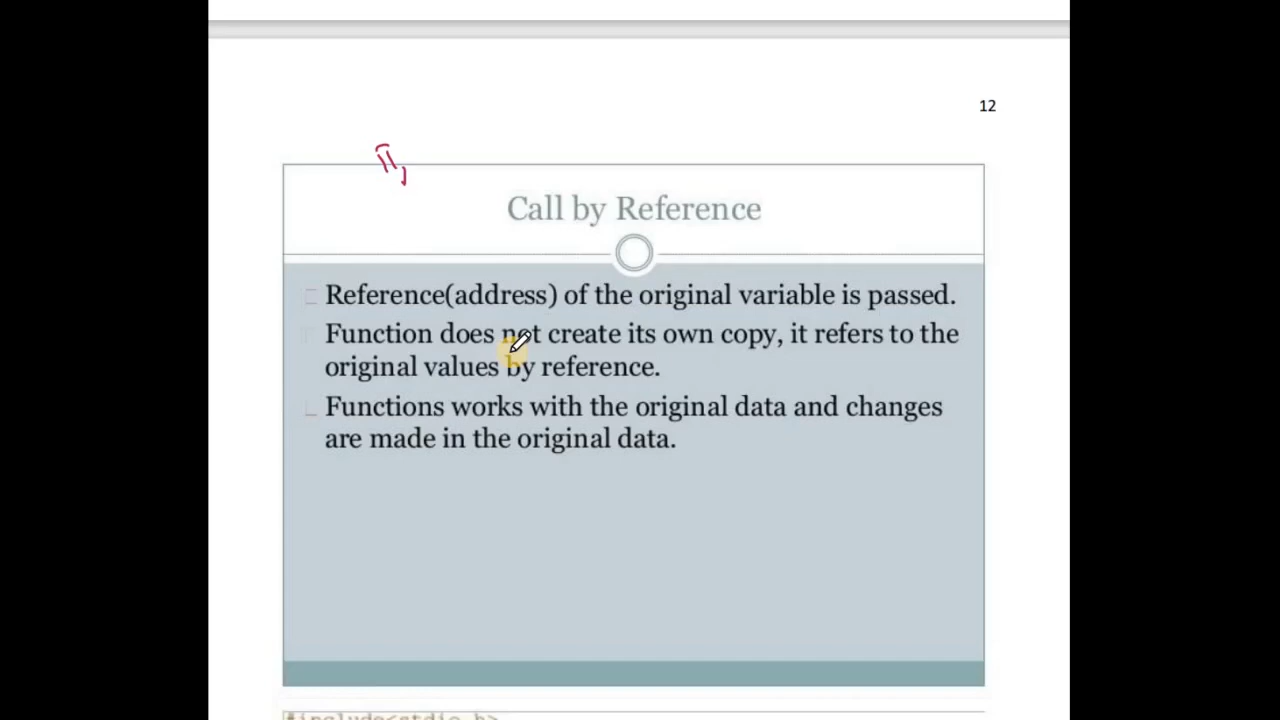 12
Call by Reference
Reference(address) of the original variable is passed.
Function does not create its own copy, it refers to the
original values by reference.
Functions works with the original data and changes
are made in the original data.
#include<stdio.h>